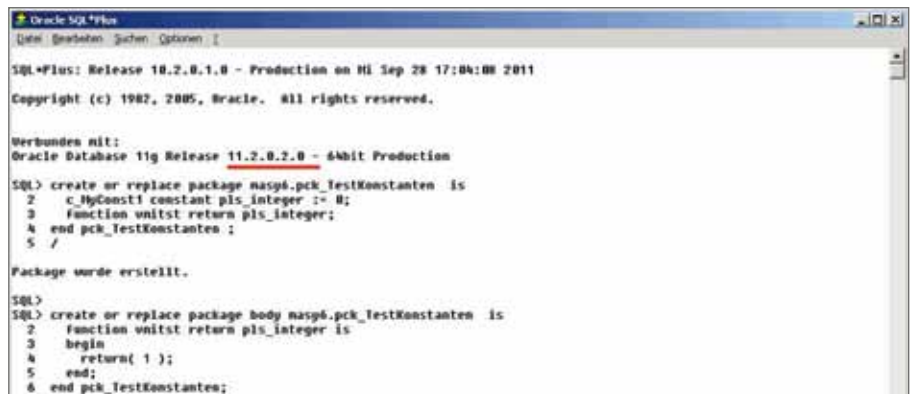 Oracle SQL*Plus
Datei Bearbeiten Suchen Optionen ?
SQL*Plus: Release 10.2.0.1.0 - Production on Mi Sep 28 17:04:08 2011
Copyright (c) 1982, 2005, Oracle.  All rights reserved.
Verbunden mit:
Oracle Database 11g Release 11.2.0.2.0 - 64bit Production
SQL> create or replace package masy6.pck_TestKonstanten  is
2    c_MyConst1 constant pls_integer := 0;
3    function vnitst return pls_integer;
4  end pck_TestKonstanten ;
5  /
Package wurde erstellt.
SQL>
SQL> create or replace package body masy6.pck_TestKonstanten  is
2    function vnitst return pls_integer is
3    begin
4      return( 1 );
5    end;
6  end pck_TestKonstanten;